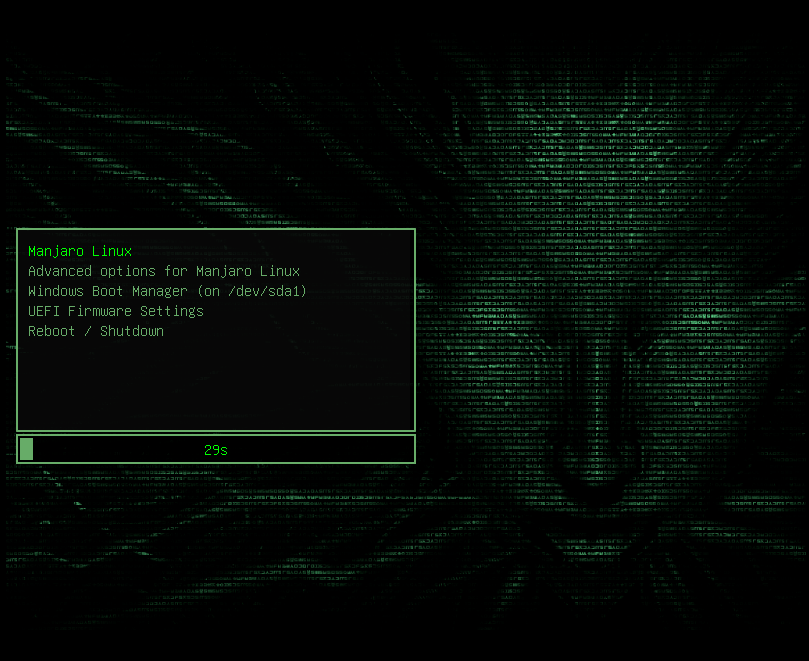 Manjaro Linux
Advanced options for Manjaro Linux
Windows Boot Manager (on /dev/sda1)
UEFI Firmware Settings
Reboot / Shutdown
29s